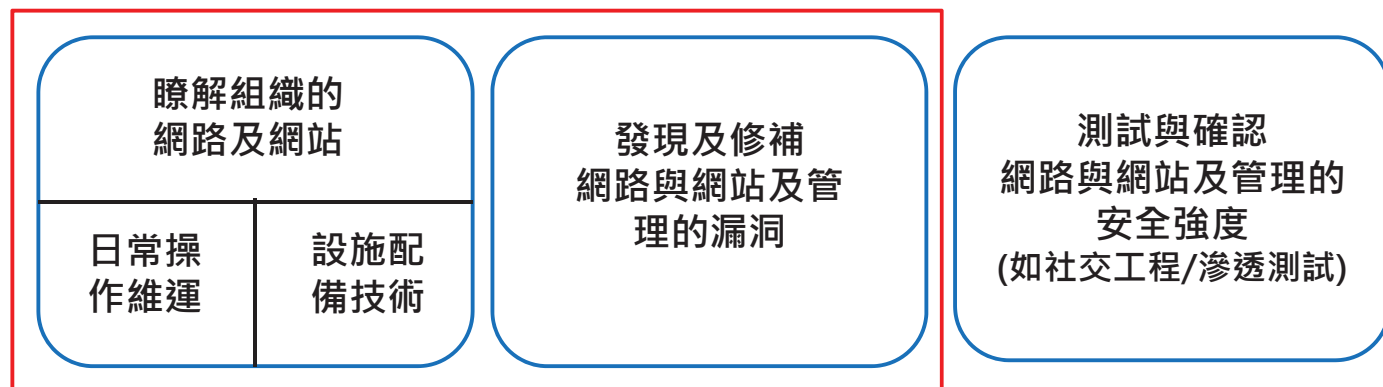 瞭解組織的
網路及網站
日常操
作維運
設施配
備技術
發現及修補
網路與網站及管
理的漏洞
測試與確認
網路與網站及管理的
安全強度
(如社交工程/滲透測試)